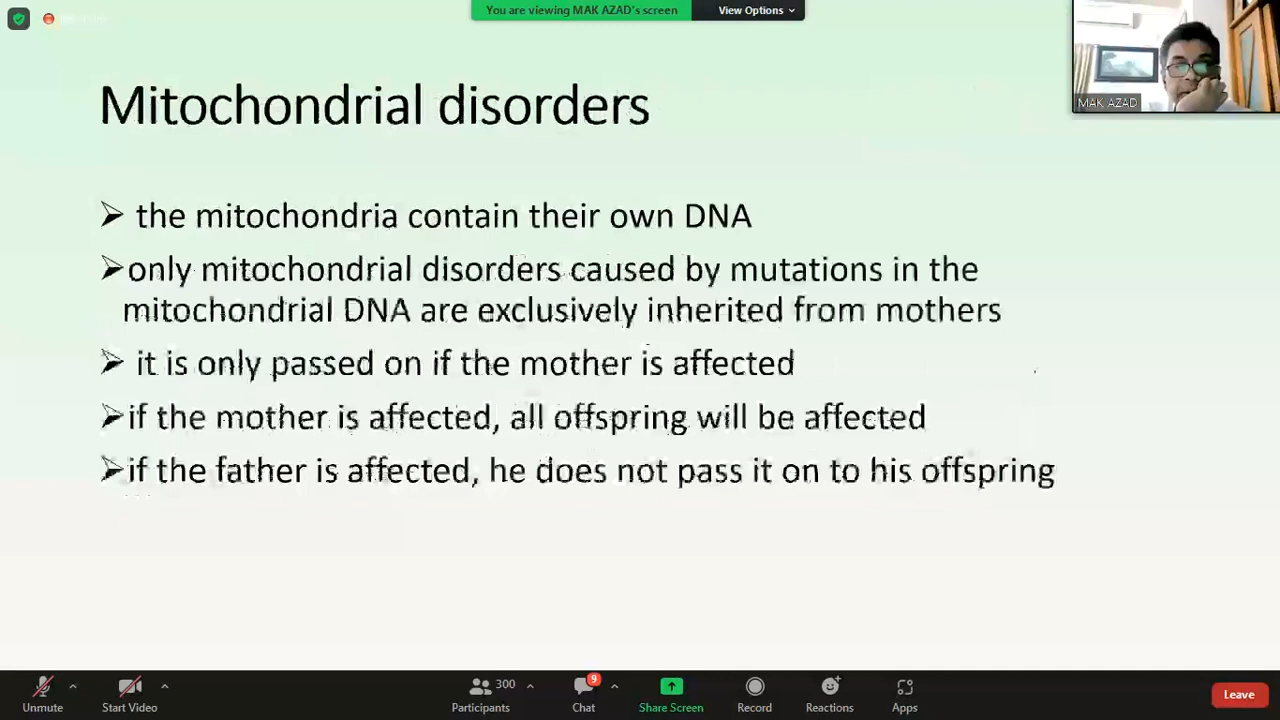 You are viewing MAK AZAD's screen
View Options
MAK AZAD
Mitochondrial disorders
➢ the mitochondria contain their own DNA
➢only mitochondrial disorders caused by mutations in the
mitochondrial DNA are exclusively inherited from mothers
➢ it is only passed on if the mother is affected
➢if the mother is affected, all offspring will be affected
➢if the father is affected, he does not pass it on to his offspring
Unmute
Start Video
Participants
300
Chat
9
Share Screen
Record
Reactions
Apps
Leave